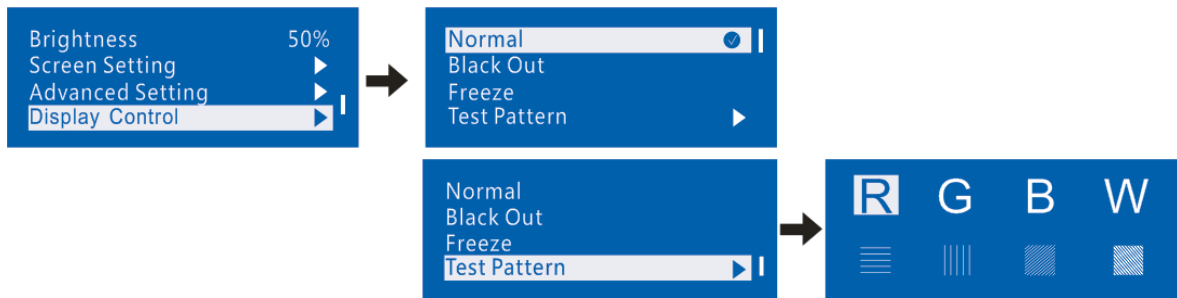 Brightness 50%
Screen Setting
Advanced Setting
Display Control
Normal
Black Out
Freeze
Test Pattern
Normal
Black Out
Freeze
Test Pattern
R G B W